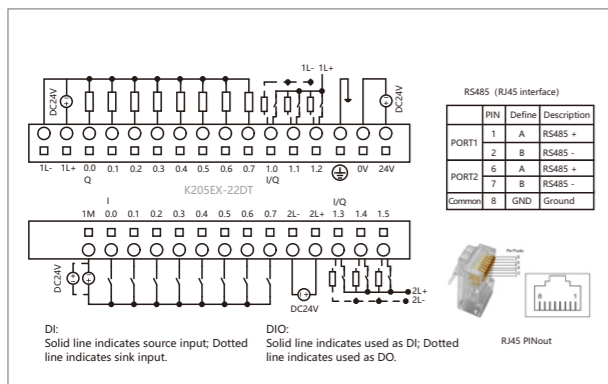 1L- 1L+
DC24V
DC24V
1L- 1L+ 0.0 0.1 0.2 0.3 0.4 0.5 0.6 0.7 1.0 1.1 1.2 0V 24V
Q I/Q
K205EX-22DT
I I/Q
1M 0.0 0.1 0.2 0.3 0.4 0.5 0.6 0.7 2L- 2L+ 1.3 1.4 1.5
DC24V
DC24V
2L+
2L-
DI:
Solid line indicates source input; Dotted
line indicates sink input.
DIO:
Solid line indicates used as DI; Dotted
line indicates used as DO.
RS485（RJ45 interface)
PIN Define Description
PORT1 1 A RS485 +
2 B RS485 -
PORT2 6 A RS485 +
7 B RS485 -
Common 8 GND Ground
8 1
RJ45 PINout